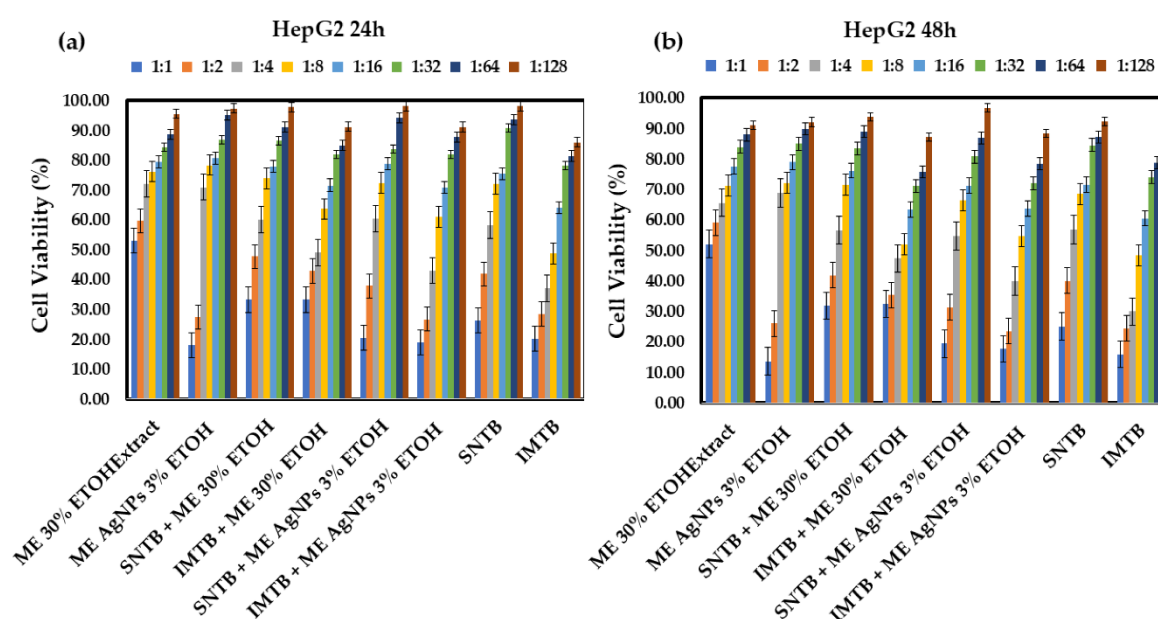 (a)
HepG2 24h
1:1 1:2 1:4 1:8 1:16 1:32 1:64 1:128
Cell Viability (%)
100.00
90.00
80.00
70.00
60.00
50.00
40.00
30.00
20.00
10.00
0.00
ME 30% ETOHExtract
ME AgNPs 3% ETOH
SNTB + ME 30% ETOH
IMTB + ME 30% ETOH
SNTB + ME AgNPs 3% ETOH
IMTB + ME AgNPs 3% ETOH
SNTB
IMTB
(b)
HepG2 48h
1:1 1:2 1:4 1:8 1:16 1:32 1:64 1:128
Cell Viability (%)
100.00
90.00
80.00
70.00
60.00
50.00
40.00
30.00
20.00
10.00
0.00
ME 30% ETOHExtract
ME AgNPs 3% ETOH
SNTB + ME 30% ETOH
IMTB + ME 30% ETOH
SNTB + ME AgNPs 3% ETOH
IMTB + ME AgNPs 3% ETOH
SNTB
IMTB